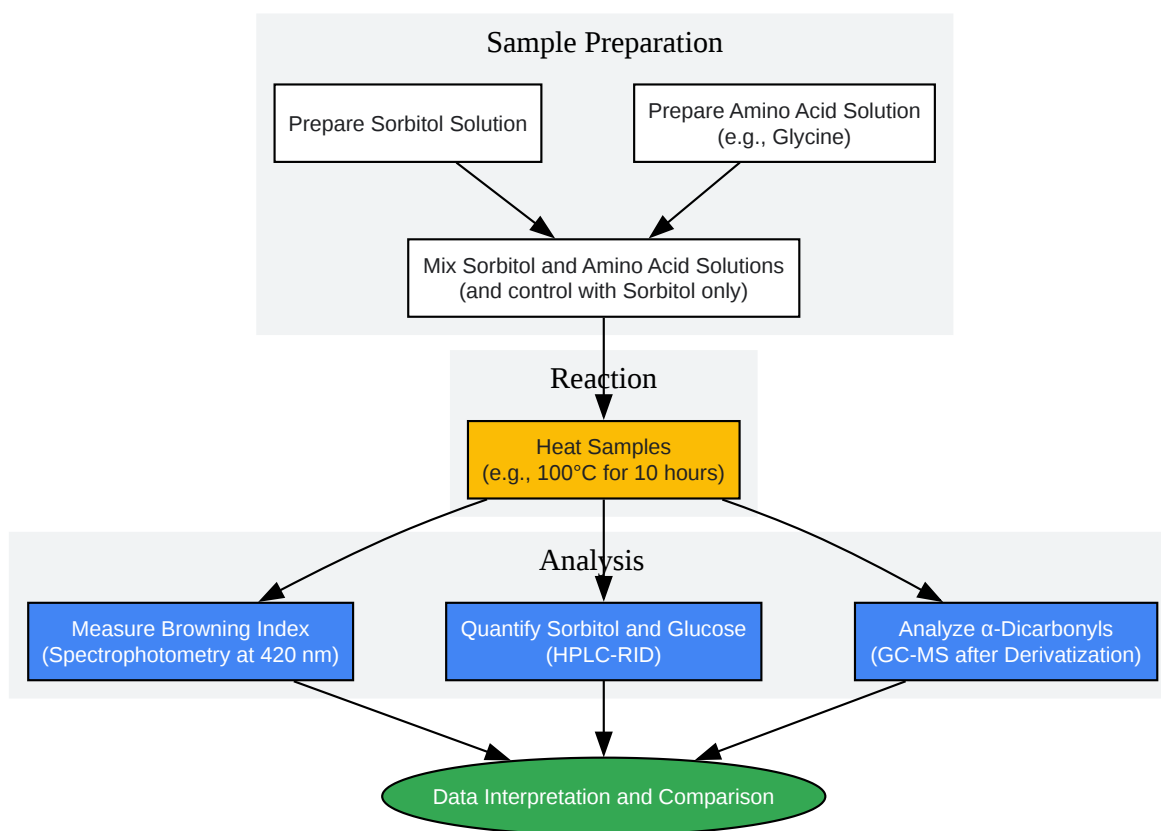 Sample Preparation
Prepare Sorbitol Solution
Prepare Amino Acid Solution
(e.g., Glycine)
Mix Sorbitol and Amino Acid Solutions
(and control with Sorbitol only)
Reaction
Heat Samples
(e.g., 100°C for 10 hours)
Analysis
Measure Browning Index
(Spectrophotometry at 420 nm)
Quantify Sorbitol and Glucose
(HPLC-RID)
Analyze α-Dicarbonyls
(GC-MS after Derivatization)
Data Interpretation and Comparison